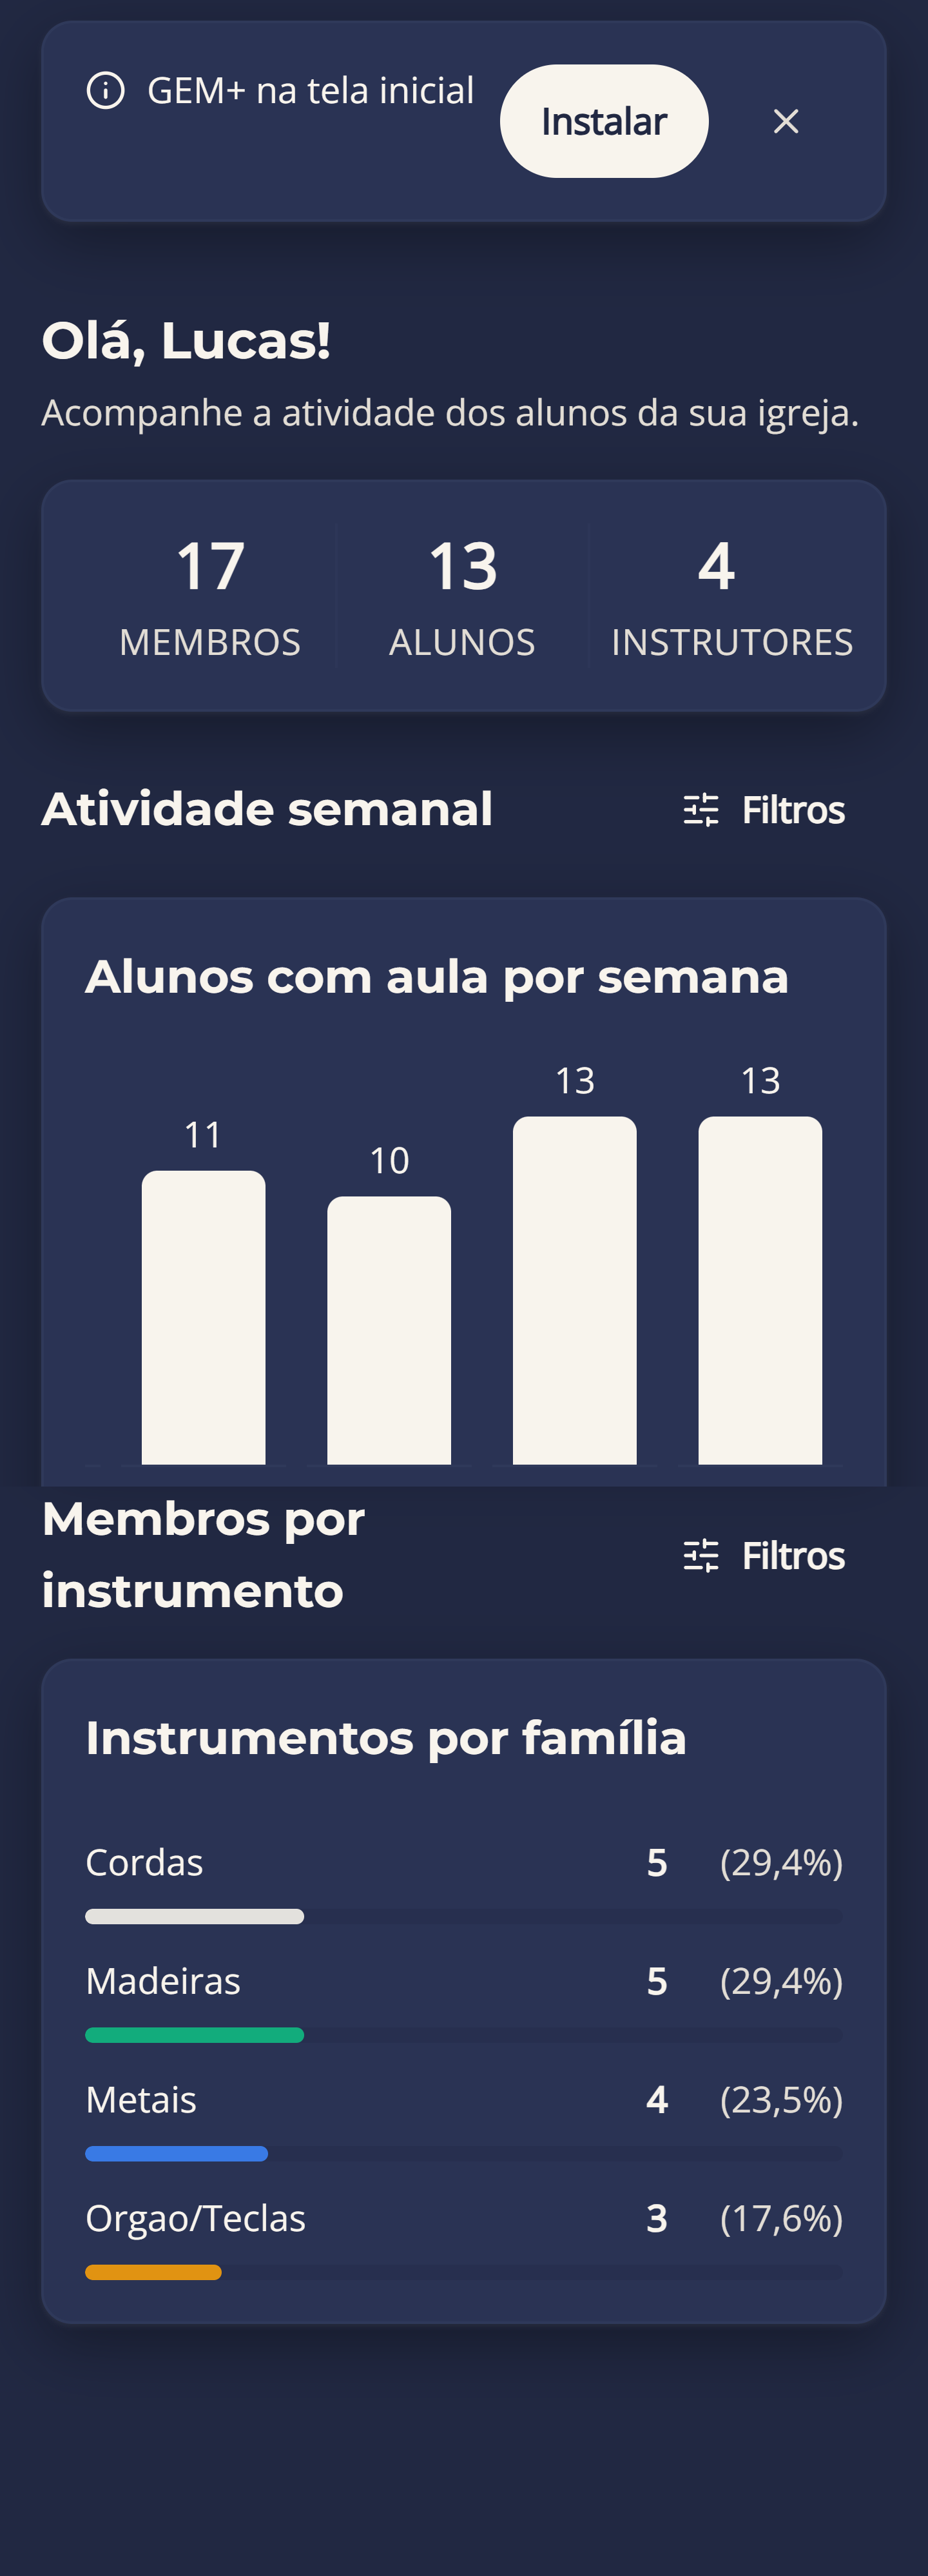 GEM+ na tela inicial
Instalar
Olá, Lucas!
Acompanhe a atividade dos alunos da sua igreja.
17 13 4
MEMBROS ALUNOS INSTRUTORES
Atividade semanal Filtros
Alunos com aula por semana
11 10 13 13
Membros por
instrumento
Filtros
Instrumentos por família
Cordas 5 (29,4%)
Madeiras 5 (29,4%)
Metais 4 (23,5%)
Orgao/Teclas 3 (17,6%)